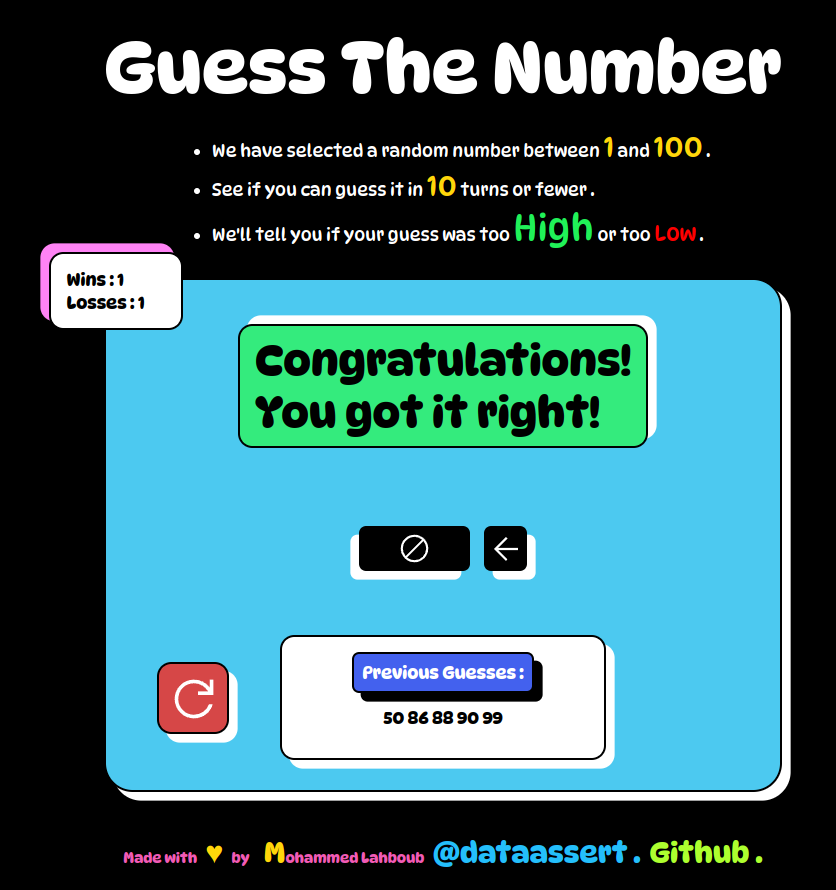 Guess The Number
We have selected a random number between 1 and 100 .
See if you can guess it in 10 turns or fewer .
We'll tell you if your guess was too High or too Low .
Wins : 1
Losses : 1
Congratulations!
You got it right!
Previous Guesses :
50 86 88 90 99
Made with ♥ by Mohammed Lahboub @dataassert . Github .